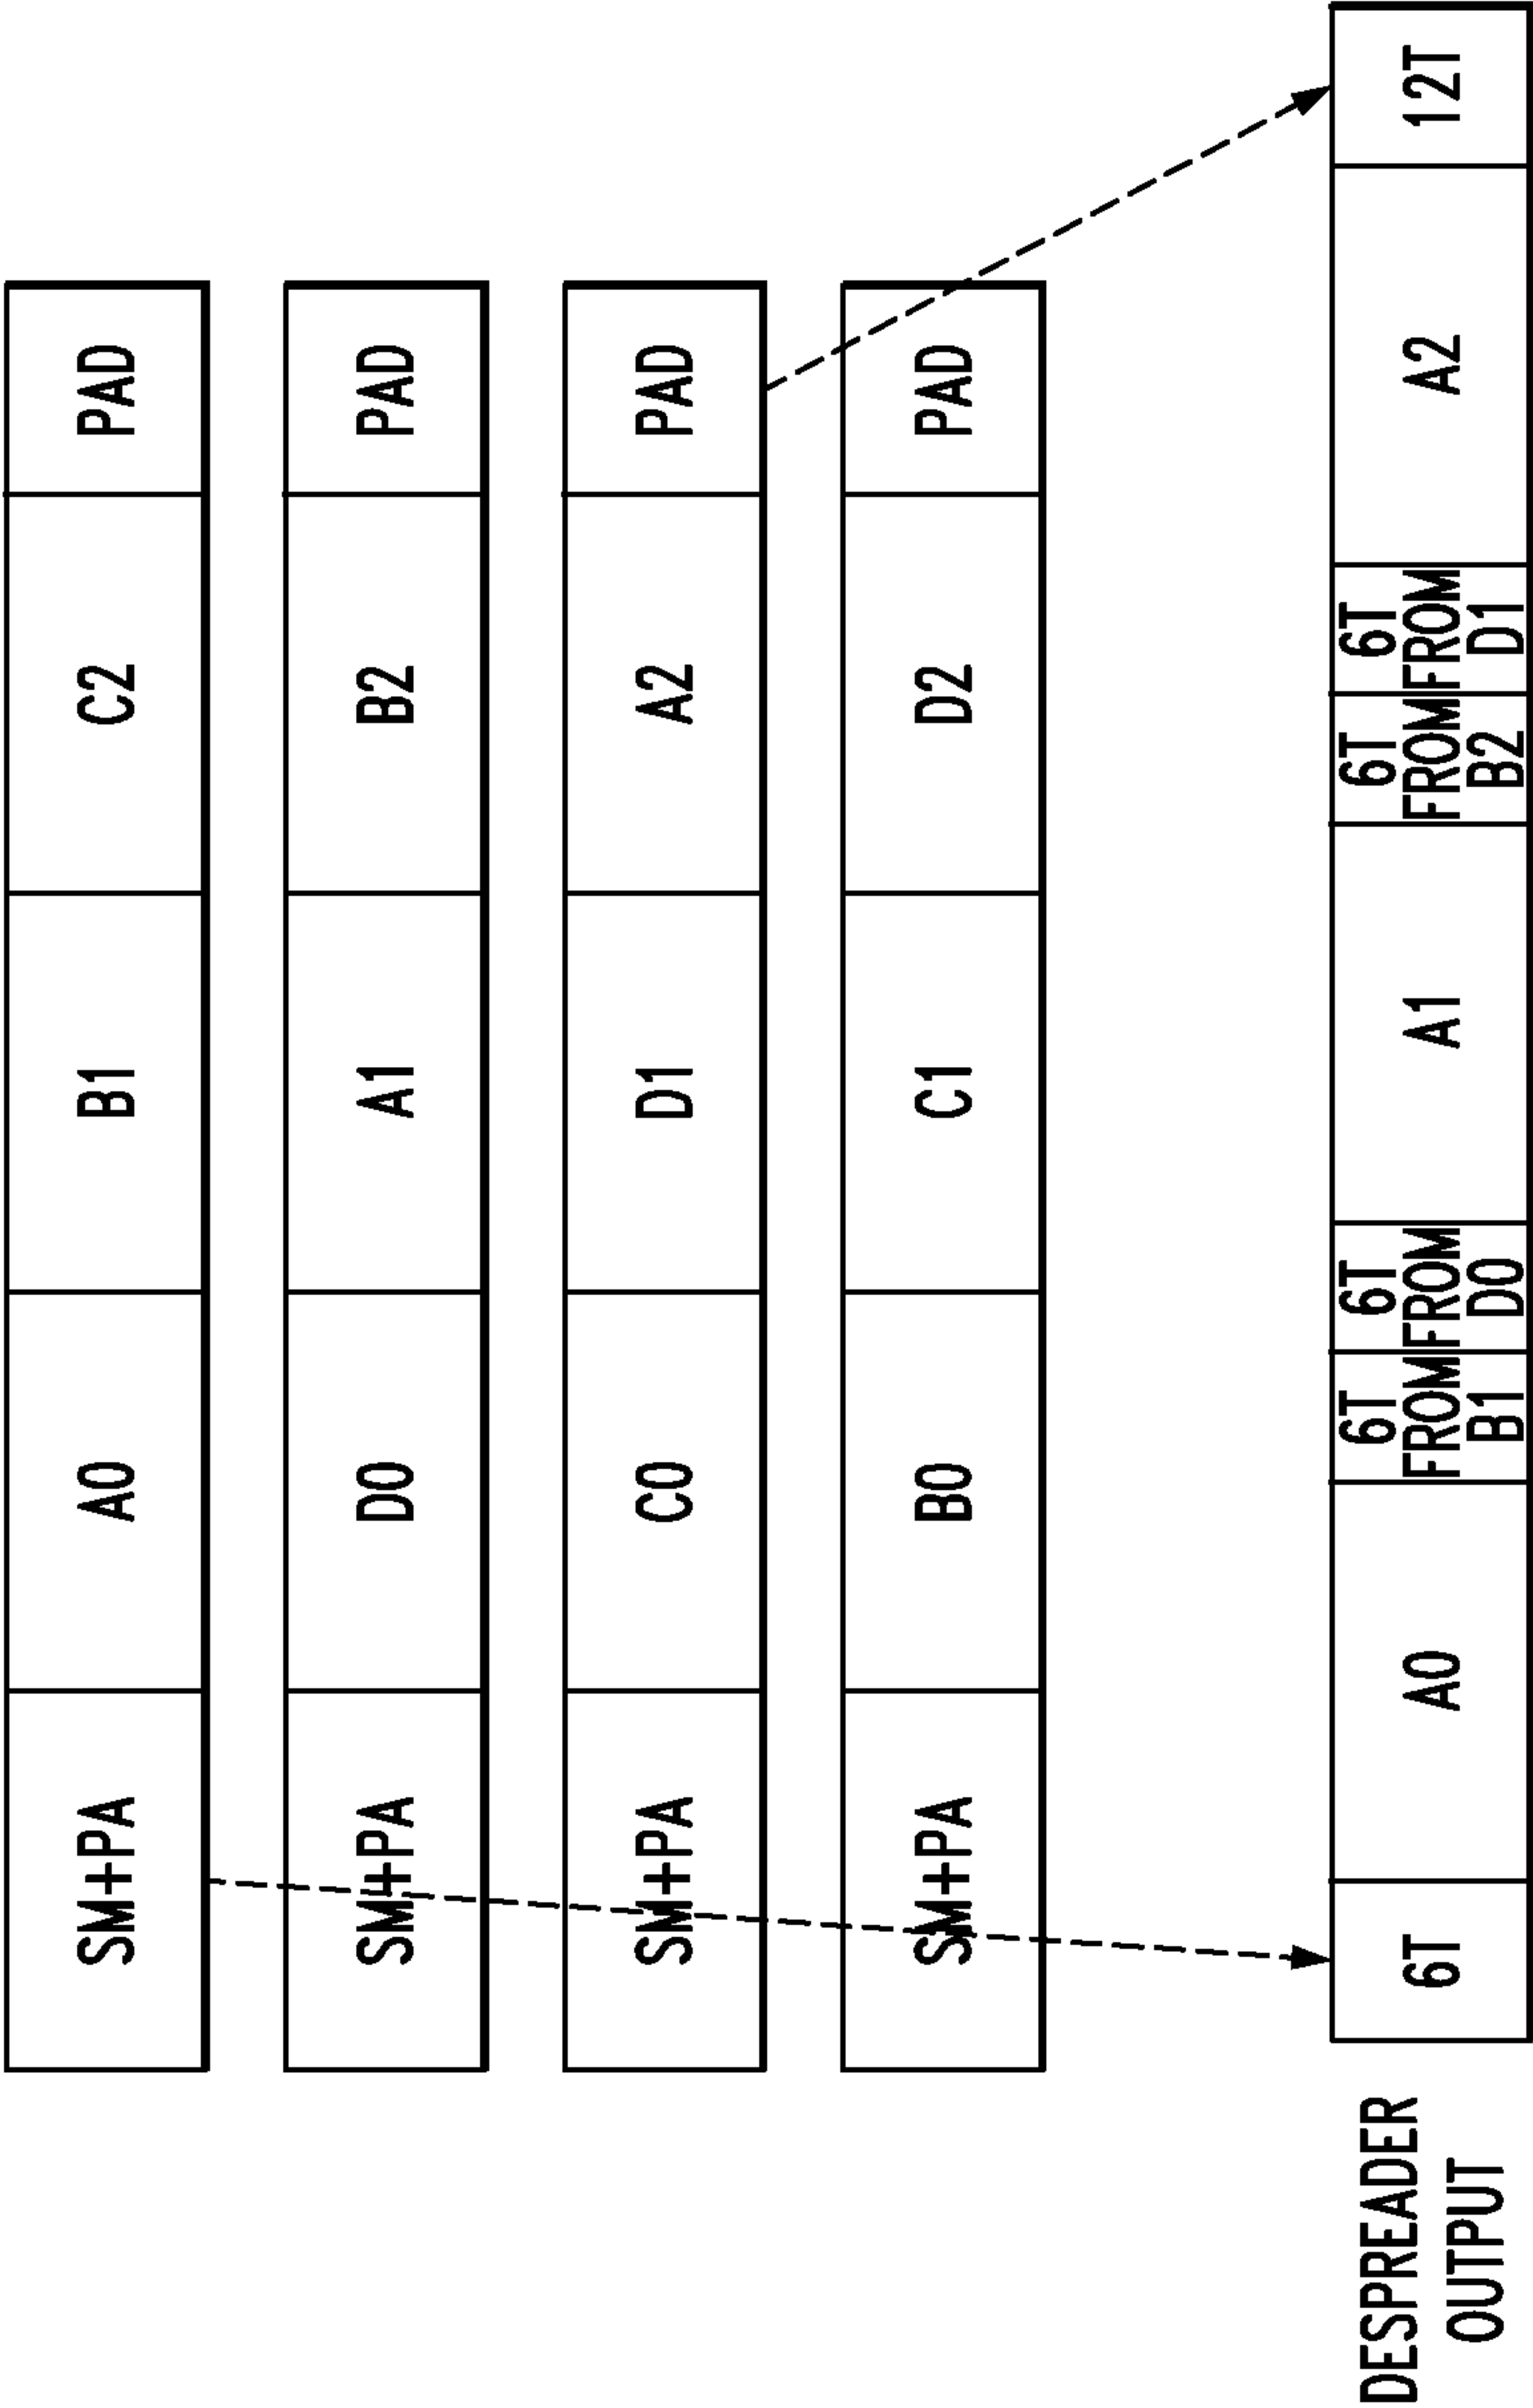 SM+PA
A0
B1
C2
PAD
SM+PA
D0
A1
B2
PAD
SM+PA
C0
D1
A2
PAD
SM+PA
B0
C1
D2
PAD
DESPREADER
OUTPUT
6T
A0
6T
FROM
B1
6T
FROM
D0
A1
6T
FROM
B2
6T
FROM
D1
A2
12T